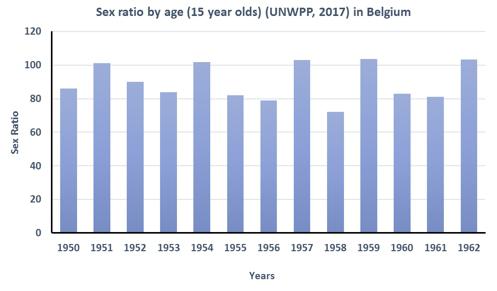 Sex ratio by age (15 year olds) (UNWPP, 2017) in Belgium
120
100
80
60
40
20
0
Sex Ratio
1950 1951 1952 1953 1954 1955 1956 1957 1958 1959 1960 1961 1962
Years